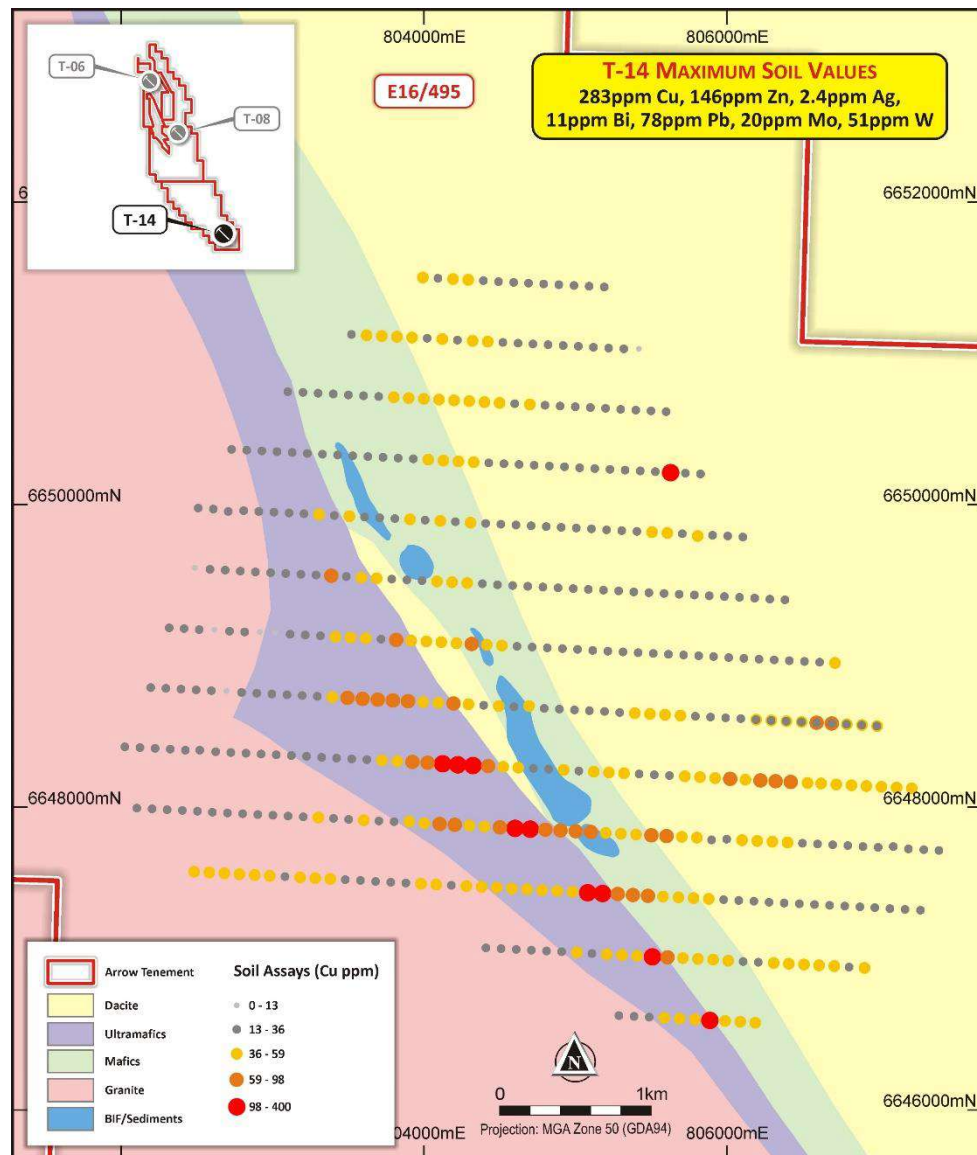 804000mE
806000mE
T-06
T-08
T-14
E16/495
T-14 MAXIMUM SOIL VALUES
283ppm Cu, 146ppm Zn, 2.4ppm Ag,
11ppm Bi, 78ppm Pb, 20ppm Mo, 51ppm W
6
6652000mN
6650000mN
6650000mN
6648000mN
6648000mN
Arrow Tenement
Dacite
Ultramafics
Mafics
Granite
BIF/Sediments
Soil Assays (Cu ppm)
0 - 13
13 - 36
36 - 59
59 - 98
98 - 400
N
0
1km
Projection: MGA Zone 50 (GDA94)
6646000mN
804000mE
806000mE